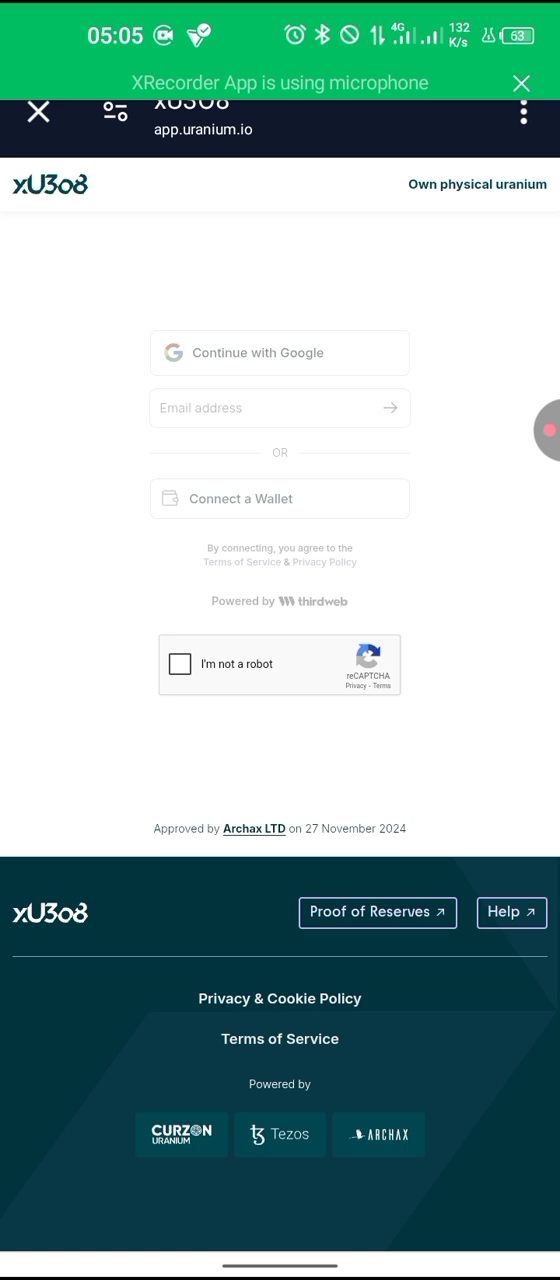 05:05
4G
132
K/s
63
XRecorder App is using microphone
xU3O8
app.uranium.io
xU3o8
Own physical uranium
Continue with Google
Email address
OR
Connect a Wallet
By connecting, you agree to the
Terms of Service & Privacy Policy
Powered by thirdweb
I'm not a robot
reCAPTCHA
Privacy - Terms
Approved by Archax LTD on 27 November 2024
xU3o8
Proof of Reserves
Help
Privacy & Cookie Policy
Terms of Service
Powered by
CURZON
URANIUM
Tezos
ARCHAX